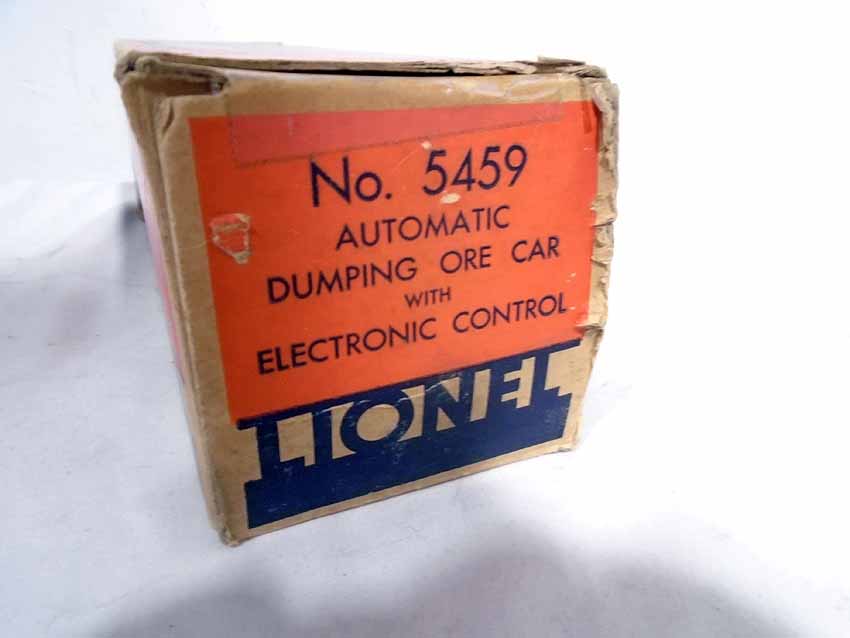 No. 5459
AUTOMATIC
DUMPING ORE CAR
WITH
ELECTRONIC CONTROL
LIONEL